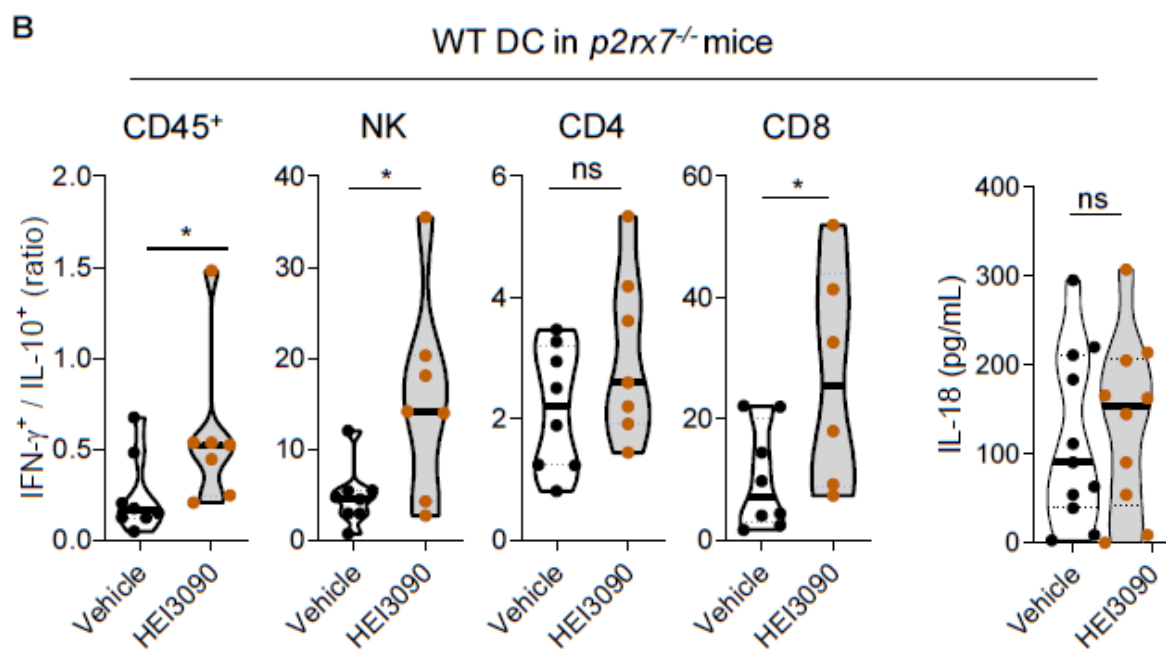 B
WT DC in p2rx7-/- mice
CD45+
NK
CD4
CD8
IFN-γ+ / IL-10+ (ratio)
2.0
1.5
1.0
0.5
0.0
*
Vehicle
HEI3090
40
30
20
10
0
*
Vehicle
HEI3090
6
4
2
0
ns
Vehicle
HEI3090
60
40
20
0
*
Vehicle
HEI3090
IL-18 (pg/mL)
400
300
200
100
0
ns
Vehicle
HEI3090